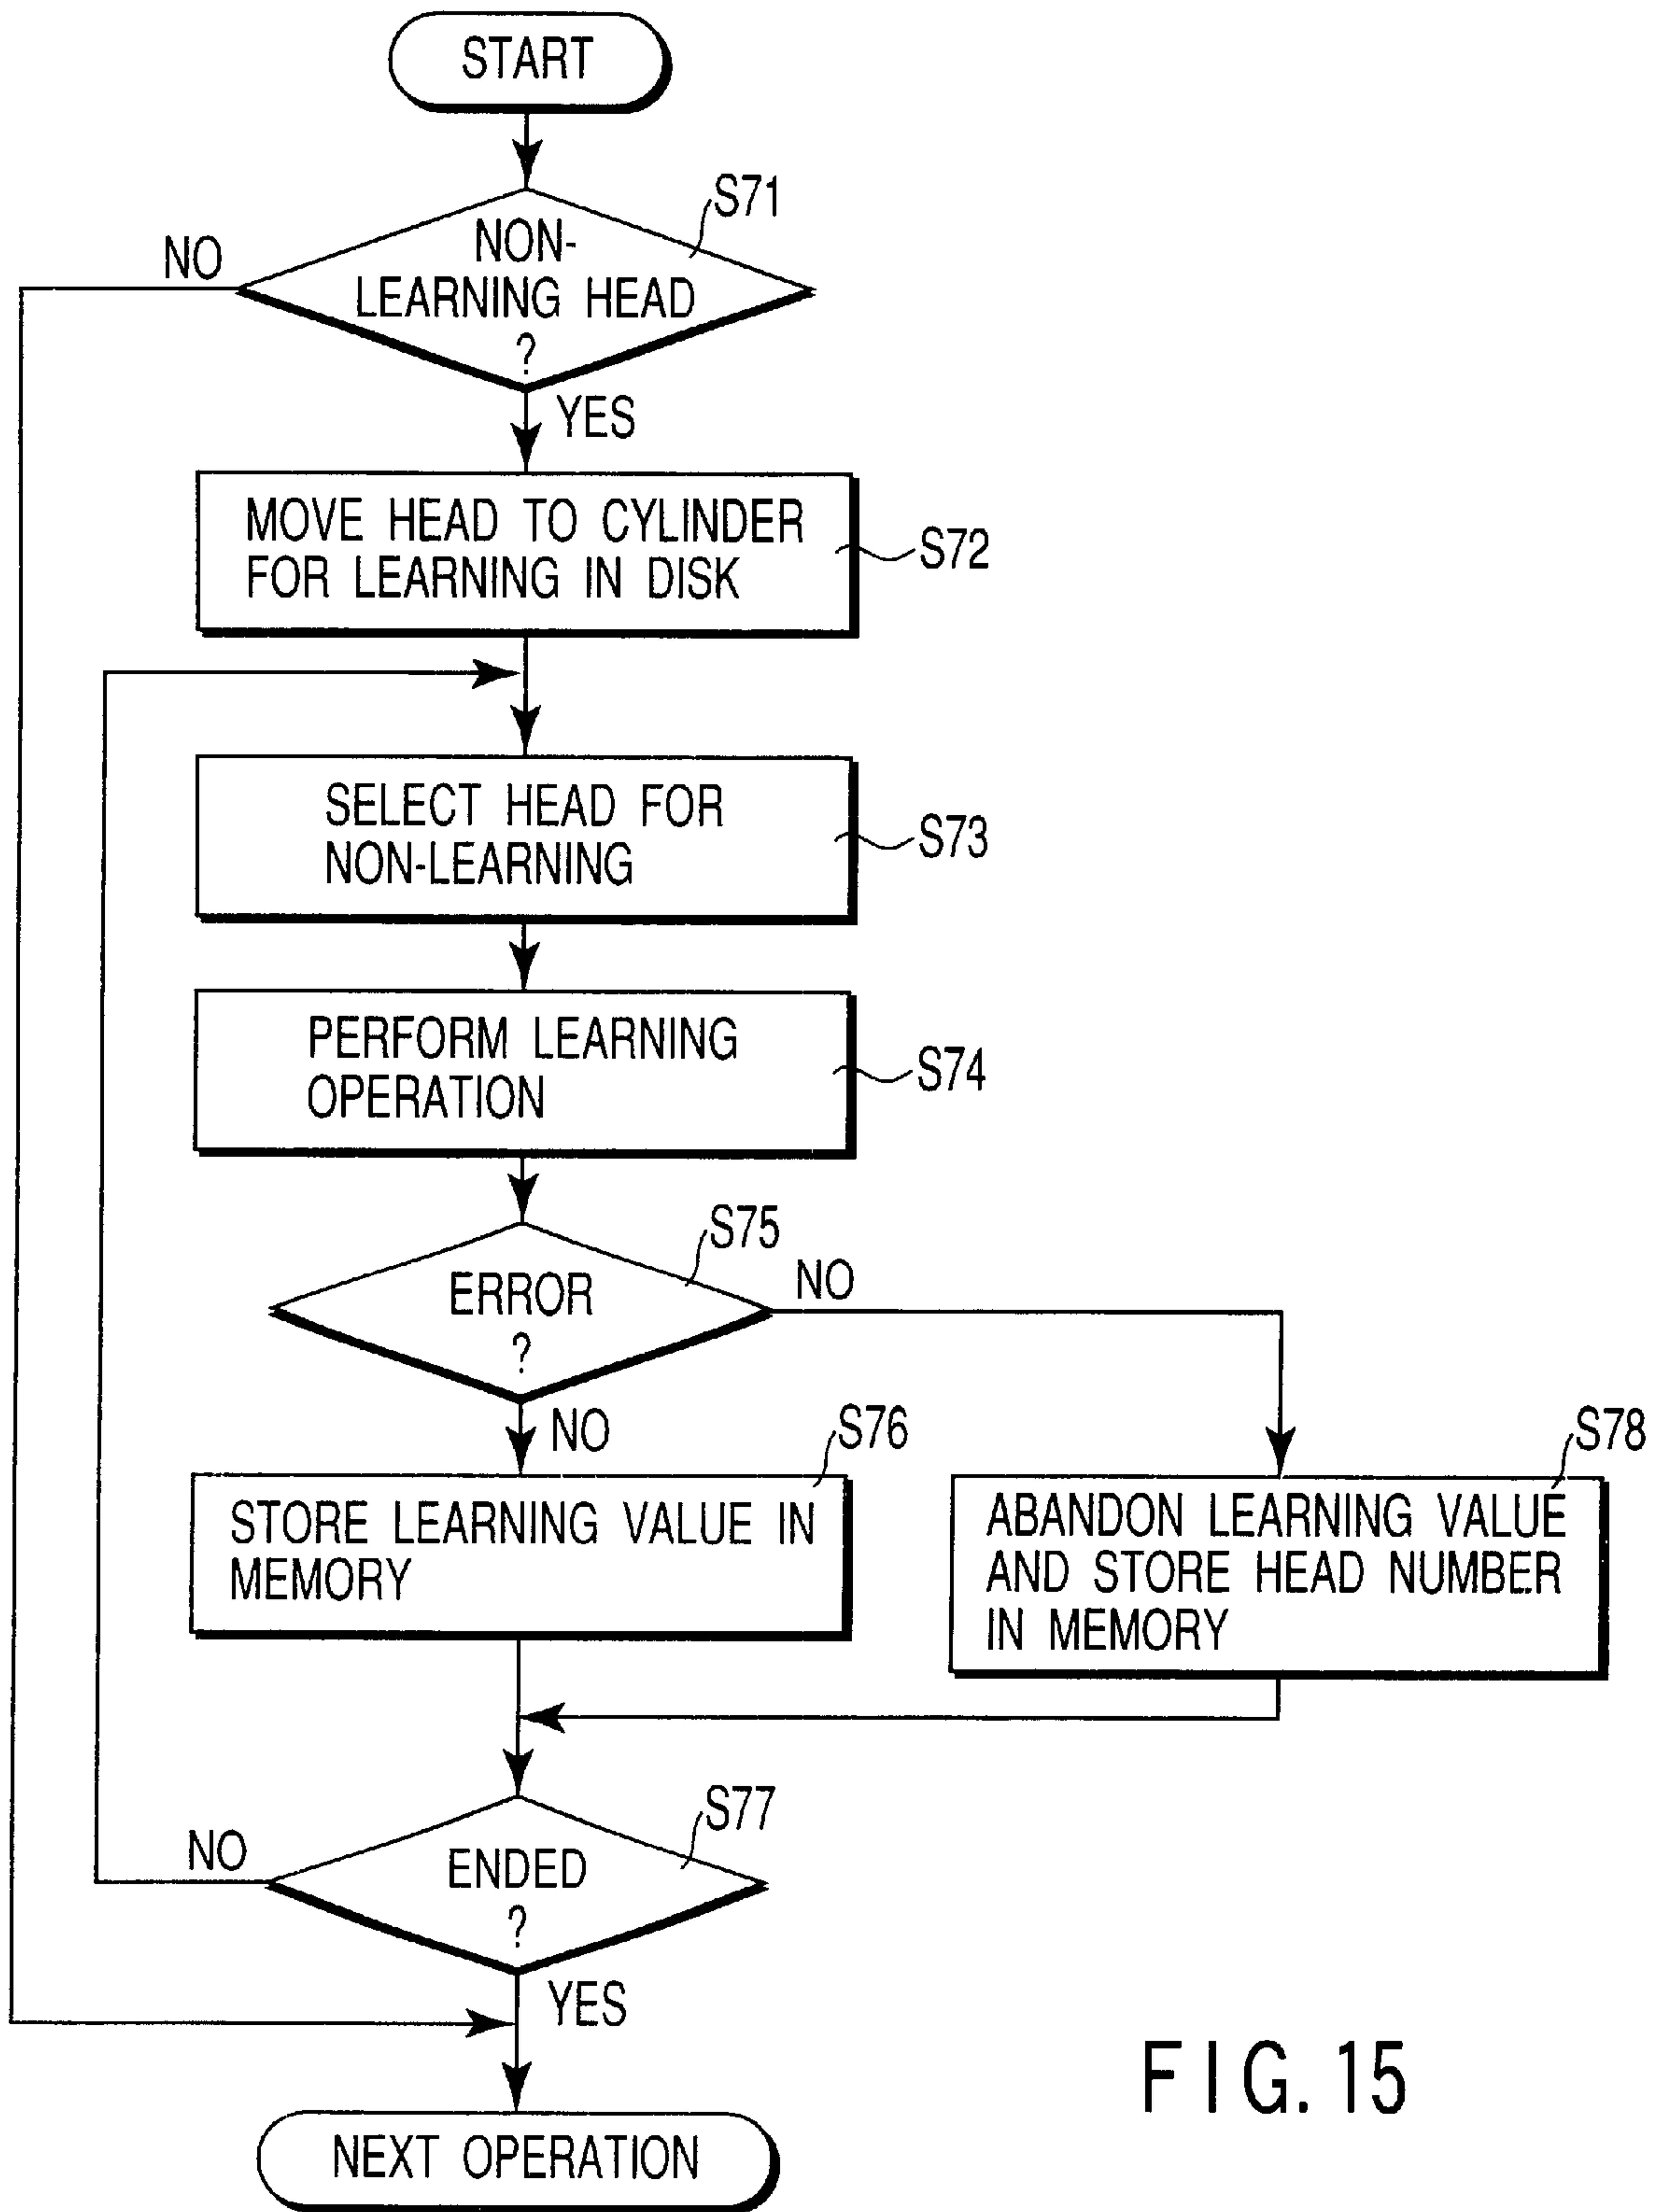 START
S71
NO
NON-
LEARNING HEAD
?
YES
MOVE HEAD TO CYLINDER
FOR LEARNING IN DISK
S72
SELECT HEAD FOR
NON-LEARNING
S73
PERFORM LEARNING
OPERATION
S74
S75
ERROR
?
NO
NO
S76
S78
STORE LEARNING VALUE IN
MEMORY
ABANDON LEARNING VALUE
AND STORE HEAD NUMBER
IN MEMORY
S77
NO
ENDED
?
YES
NEXT OPERATION
FIG. 15